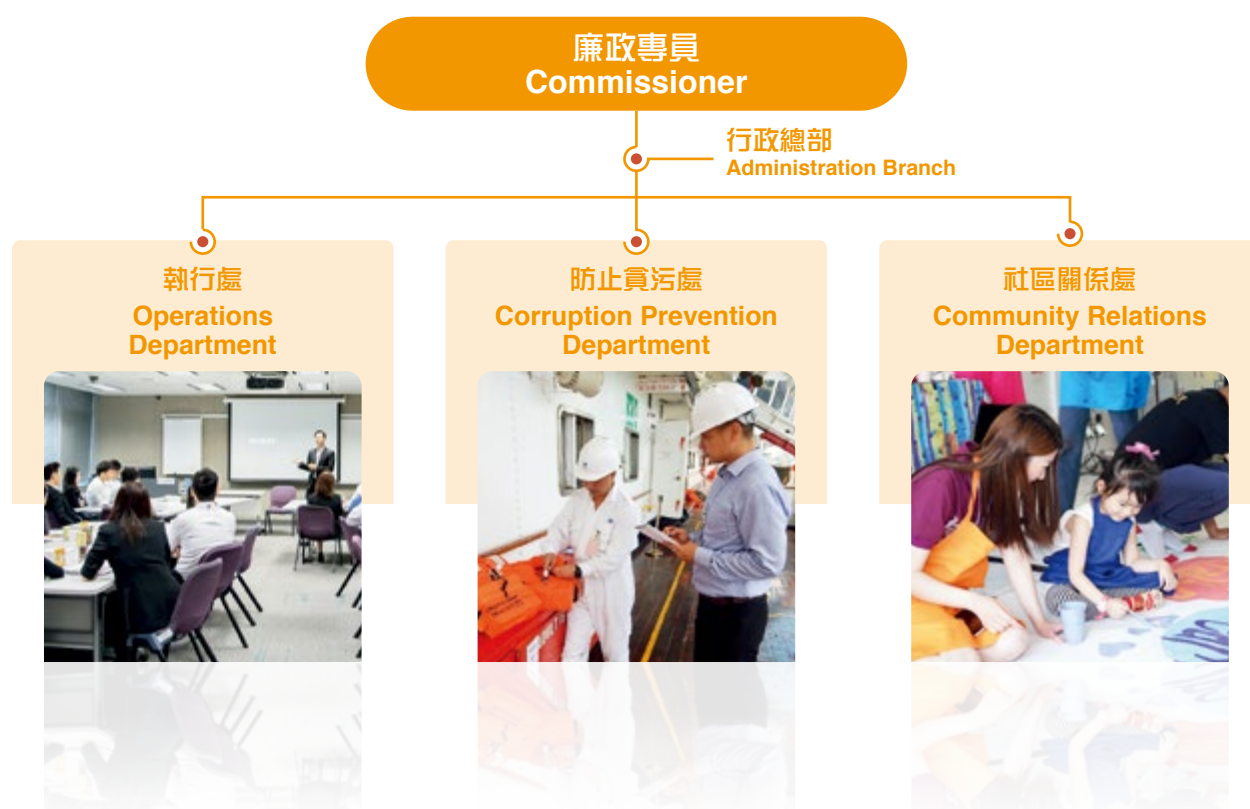 廉政專員
Commissioner
行政總部
Administration Branch
執行處
Operations
Department
防止貪污處
Corruption Prevention
Department
社區關係處
Community Relations
Department